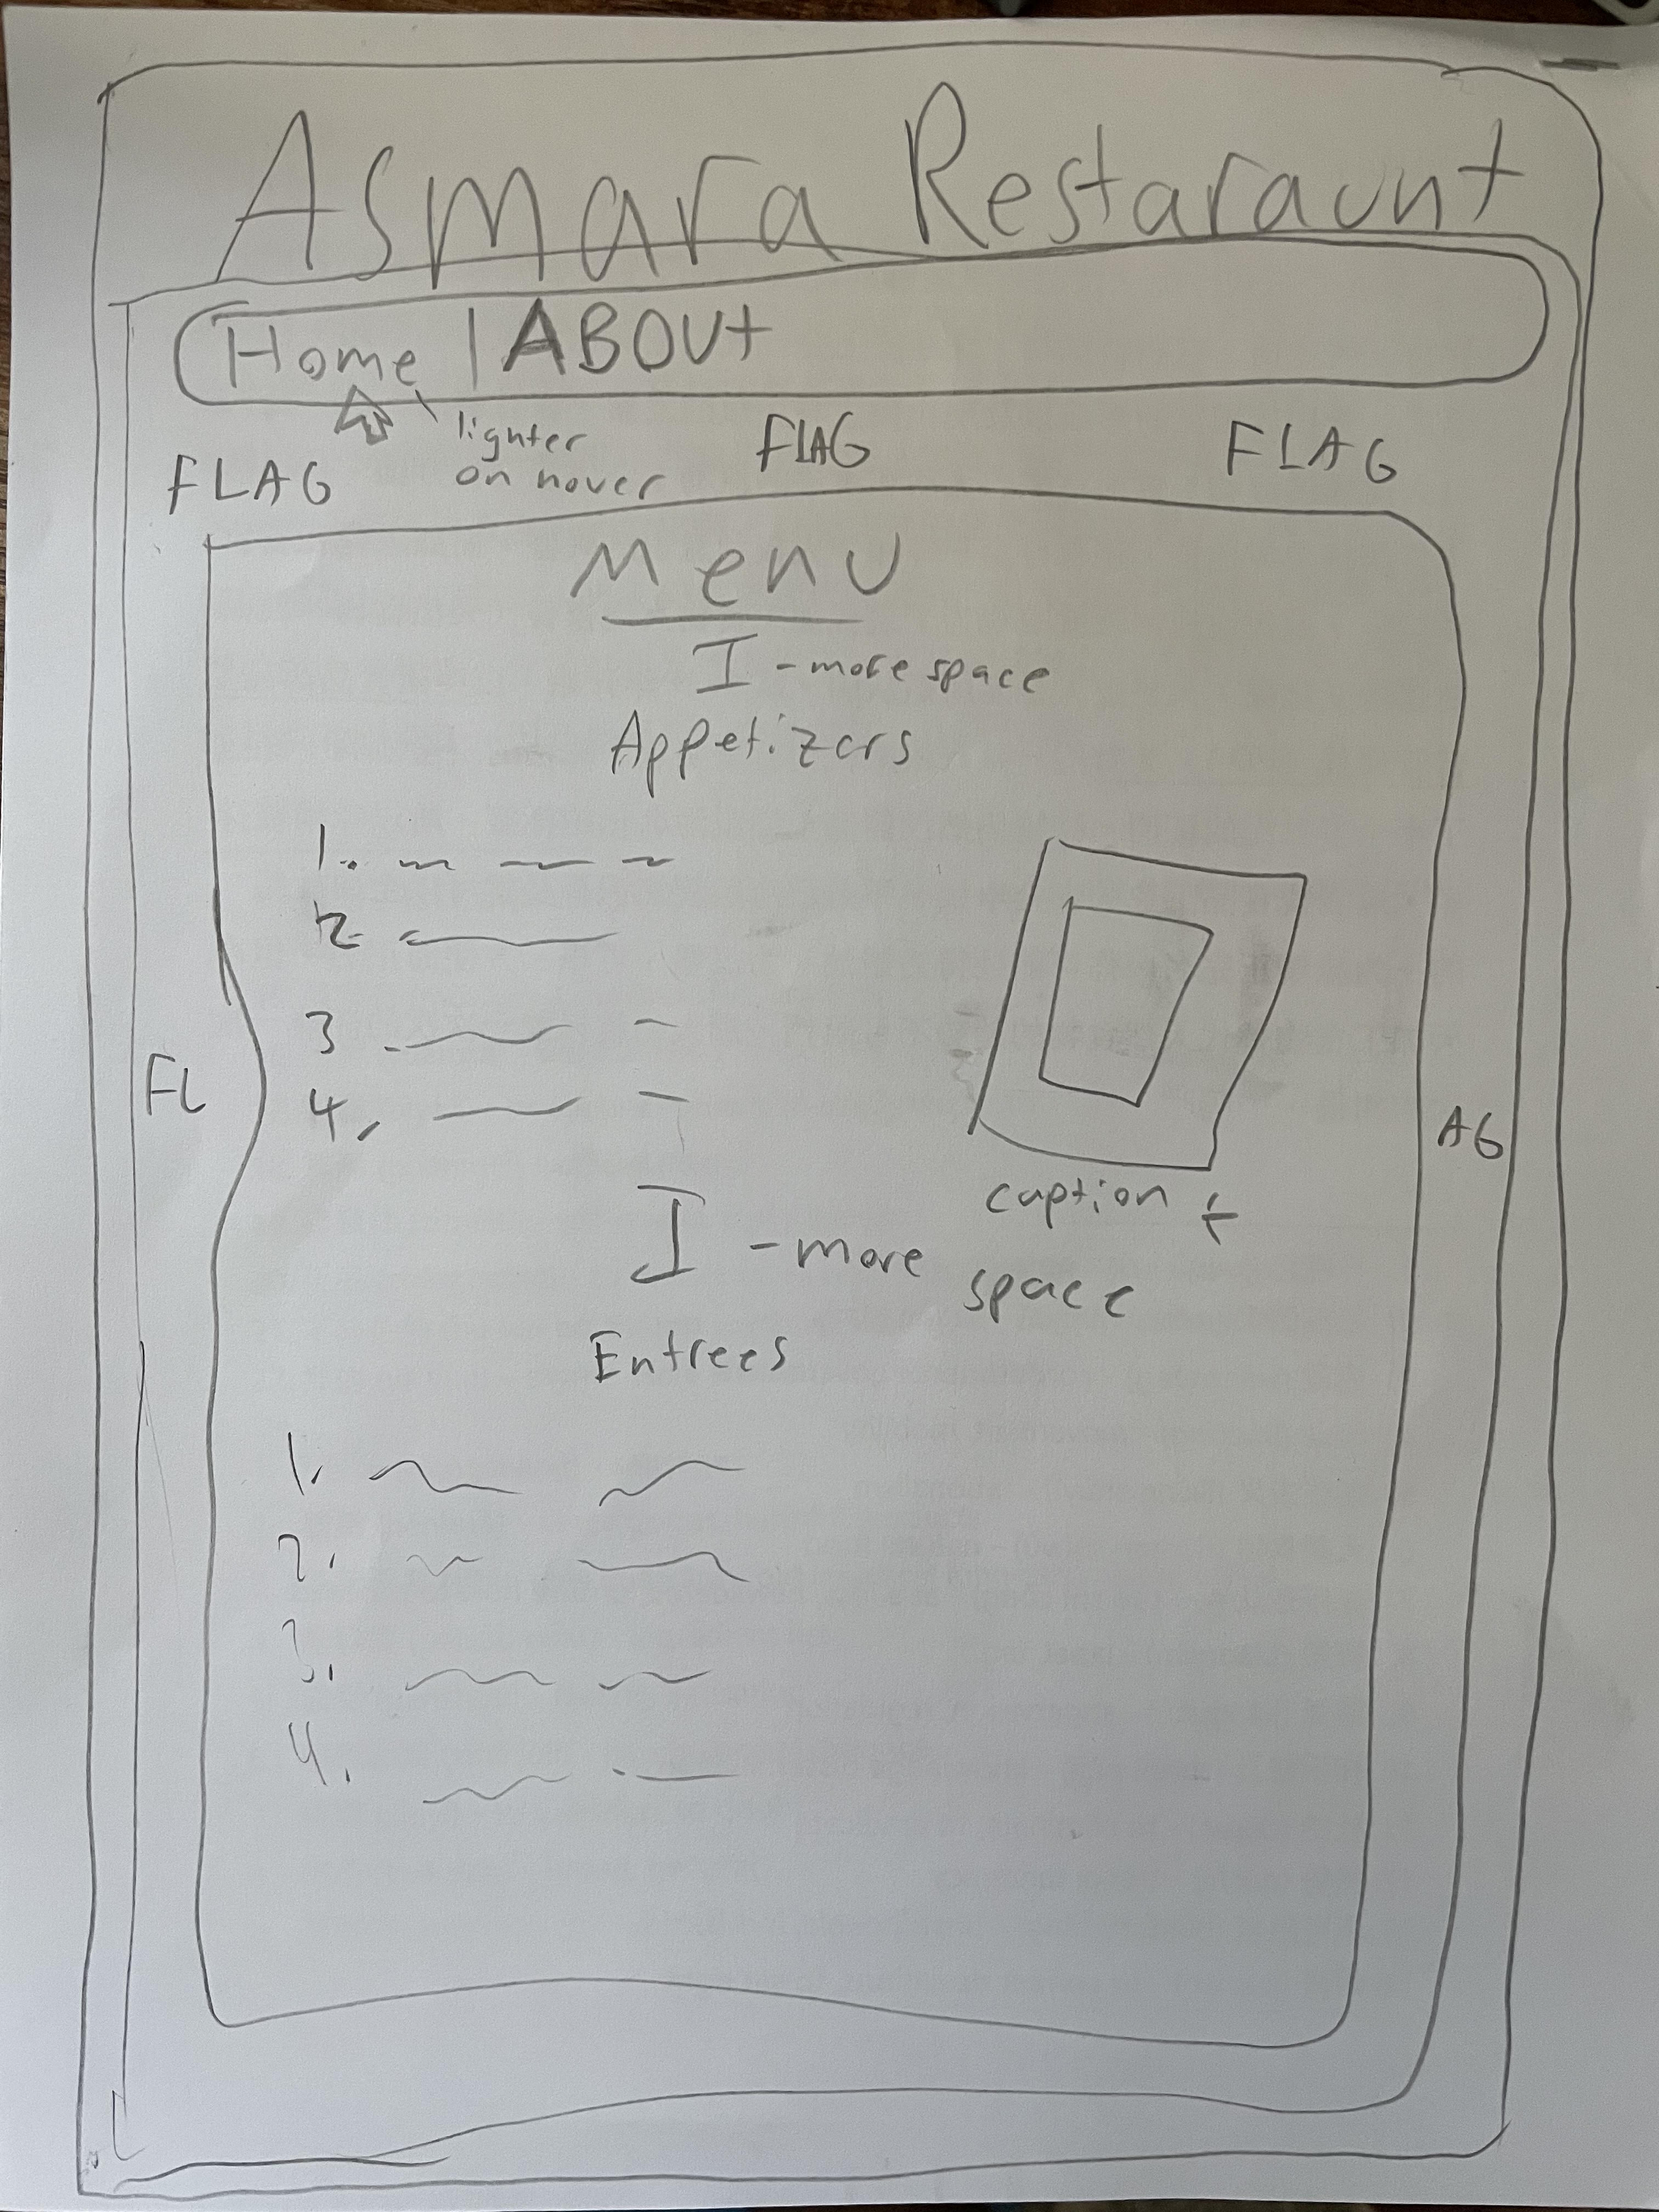 Asmara Restaraunt
Home | ABOUt
lighter
on hover
FLAG
FLAG
FLAG
Menu
- more space
Appetizers
1.
2.
3
4.
FL
AG
caption
- more space
Entrees
1.
2.
3.
4.